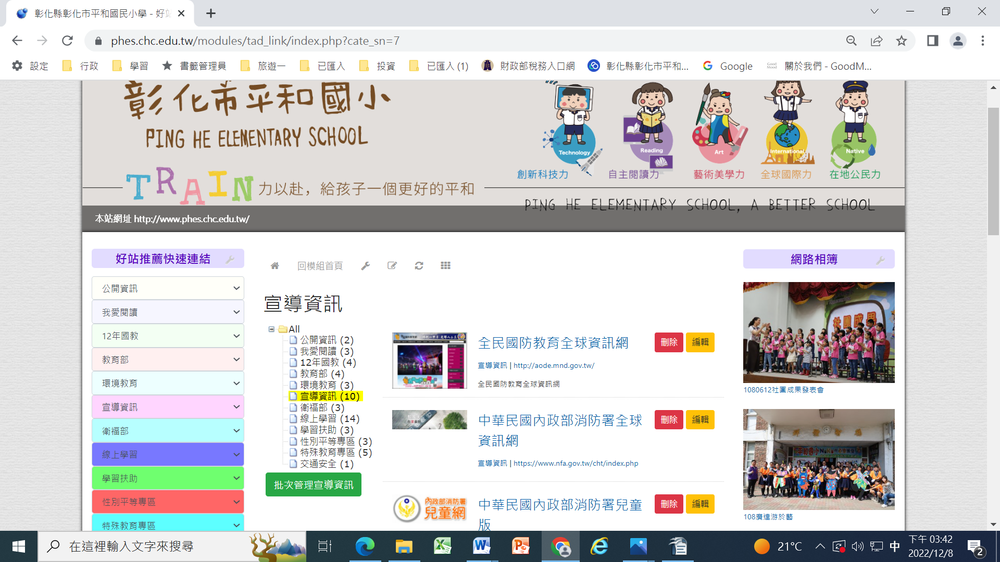 彰化縣彰化市平和國民小學 - 好
phes.chc.edu.tw/modules/tad_link/index.php?cate_sn=7
設定
行政
學習
書籤管理員
旅遊一
已匯入
投資
已匯入 (1)
財政部稅務入口網
彰化縣彰化市平和...
Google
Good Mood
關於我們 - GoodM...
彰化市平和國小
PING HE ELEMENTARY SCHOOL
TRAIN力以赴，給孩子一個更好的平和
Technology
Reading
Art
International
Native
創新科技力
自主閱讀力
藝術美學力
全球國際力
在地公民力
PING HE ELEMENTARY SCHOOL, A BETTER SCHOOL
本站網址 http://www.phes.chc.edu.tw/
好站推薦快速連結
公開資訊
我愛閱讀
12年國教
教育部
環境教育
宣導資訊
衛福部
線上學習
學習扶助
性別平等專區
特殊教育專區
回模組首頁
宣導資訊
All
公開資訊 (2)
我愛閱讀 (3)
12年國教 (4)
教育部 (4)
環境教育 (3)
宣導資訊 (10)
衛福部 (3)
線上學習 (14)
學習扶助 (3)
性別平等專區 (3)
特殊教育專區 (5)
交通安全 (1)
批次管理宣導資訊
全民國防教育全球資訊網
刪除 編輯
宣導資訊 | http://aode.mnd.gov.tw/
全民國防教育全球資訊網
中華民國內政部消防署全球
資訊網
刪除 編輯
宣導資訊 | https://www.nfa.gov.tw/cht/index.php
內政部消防署
兒童網
中華民國內政部消防署兒童
版
刪除 編輯
網路相簿
社團成果
1080612社團成果發表會
平和國小
108廣達游於藝
在這裡輸入文字來搜尋
21°C
中
下午 03:42
2022/12/8
2